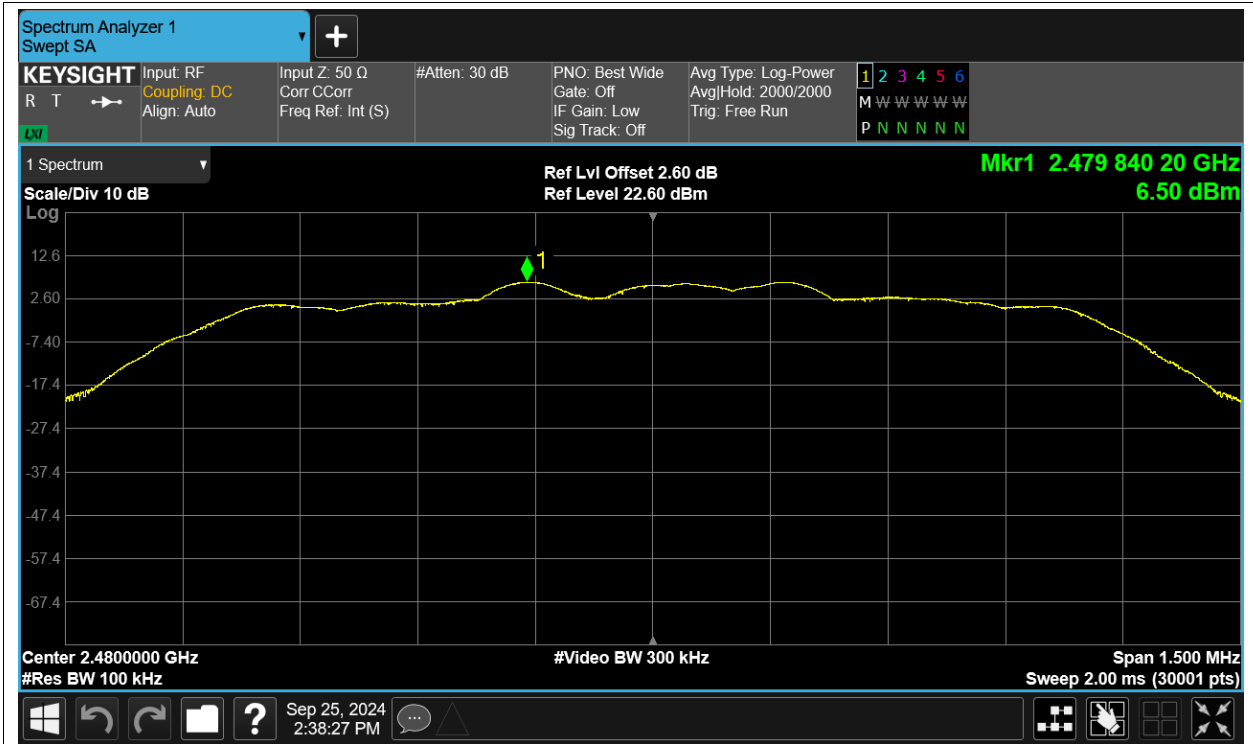 Spectrum Analyzer 1
Swept SA
KEYSIGHT
R T
LXI
Input: RF
Coupling: DC
Align: Auto
Input Z: 50 Ω
Corr CCorr
Freq Ref: Int (S)
#Atten: 30 dB
PNO: Best Wide
Gate: Off
IF Gain: Low
Sig Track: Off
Avg Type: Log-Power
Avg|Hold: 2000/2000
Trig: Free Run
1 2 3 4 5 6
M W W W W W W
P N N N N N
1 Spectrum
Scale/Div 10 dB
Log
Ref Lvl Offset 2.60 dB
Ref Level 22.60 dBm
Mkr1 2.479 840 20 GHz
6.50 dBm
1
12.6
2.60
-7.40
-17.4
-27.4
-37.4
-47.4
-57.4
-67.4
Center 2.4800000 GHz
#Res BW 100 kHz
#Video BW 300 kHz
Span 1.500 MHz
Sweep 2.00 ms (30001 pts)
?
Sep 25, 2024
2:38:27 PM